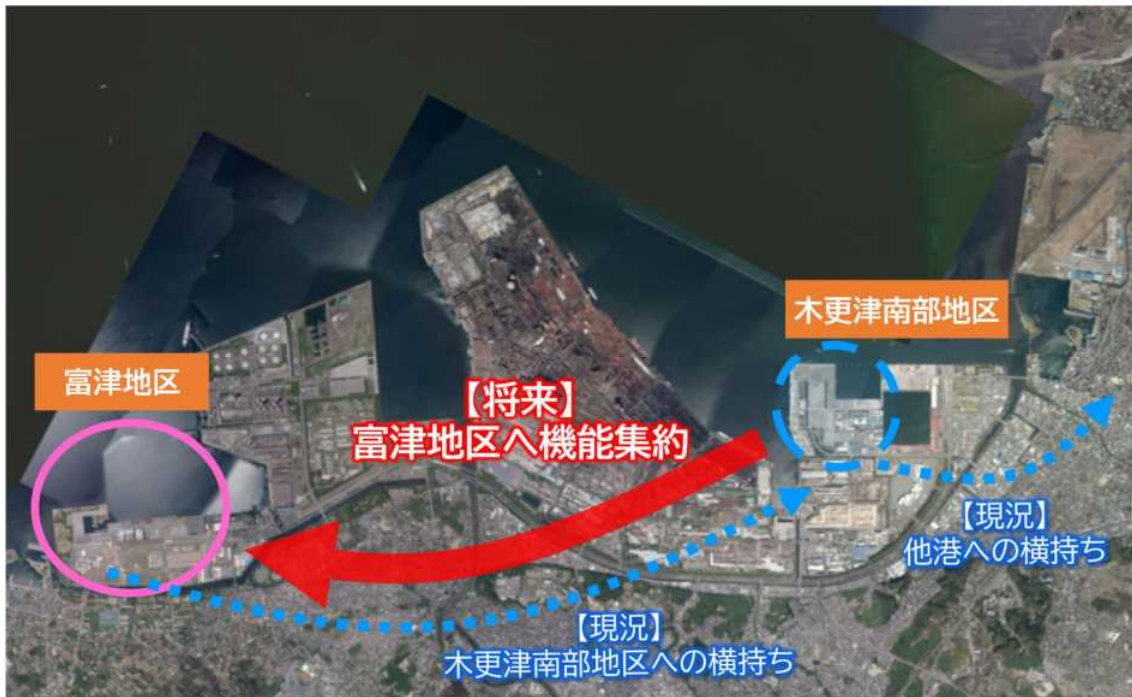 木更津南部地区
富津地区
【将来】
富津地区へ機能集約
【現況】
他港への横持ち
【現況】
木更津南部地区への横持ち